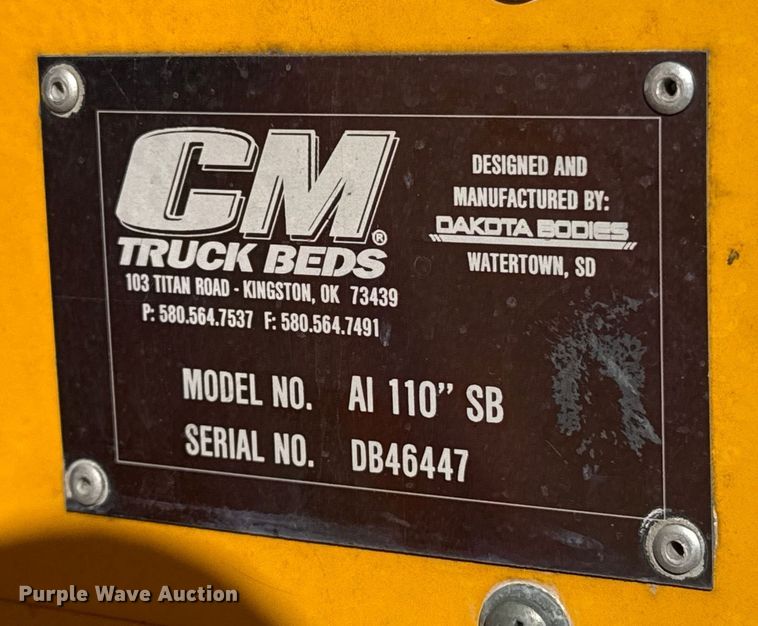 CM®
TRUCK BEDS
103 TITAN ROAD - KINGSTON, OK 73439
P: 580.564.7537 F: 580.564.7491
DESIGNED AND
MANUFACTURED BY:
DAKOTA BODIES
WATERTOWN, SD
MODEL NO. AI 110" SB
SERIAL NO. DB46447
Purple Wave Auction